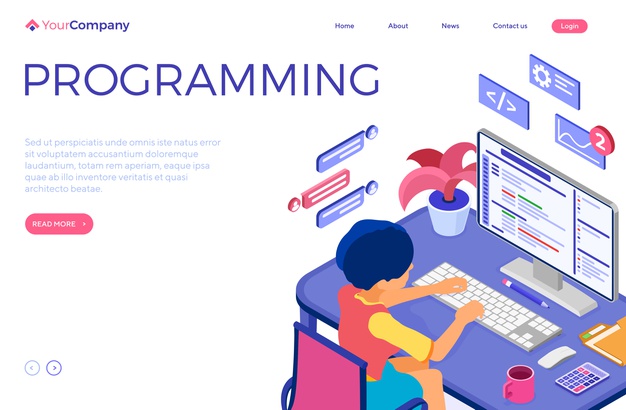 YourCompany
Home About News Contact us Login
PROGRAMMING
Sed ut perspiciatis unde omnis iste natus error
sit voluptatem accusantium doloremque
laudantium, totam rem aperiam, eaque ipsa
quae ab illo inventore veritatis et quasi
architecto beatae.
READ MORE >
</>
2